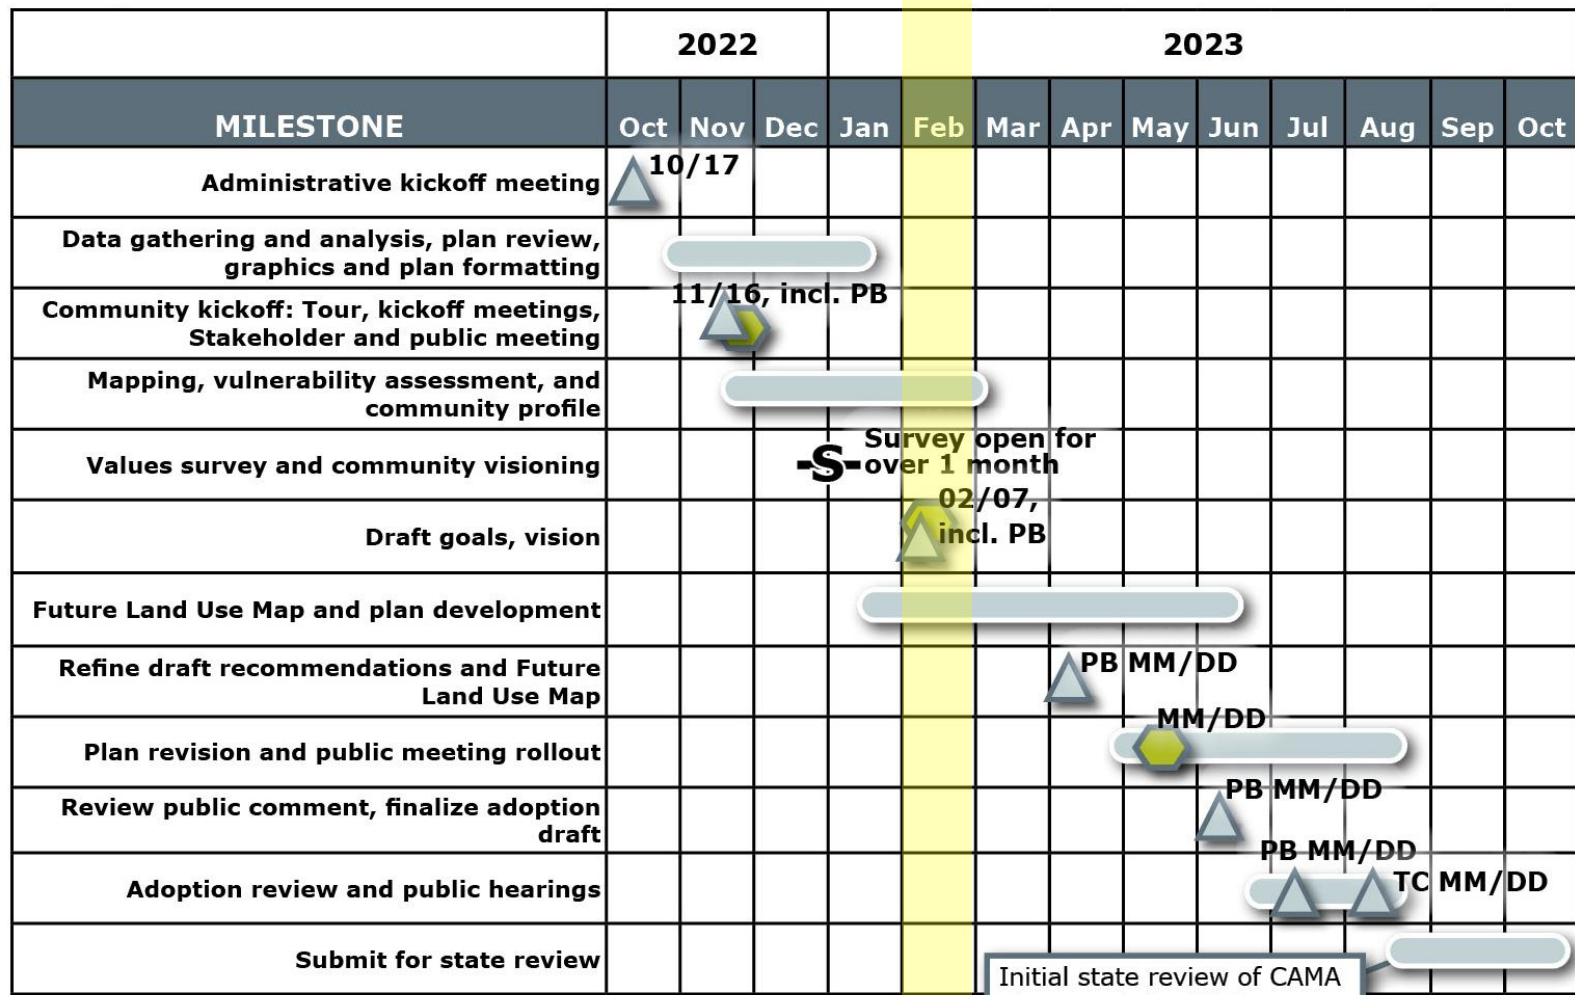 2022 2023
MILESTONE Oct Nov Dec Jan Feb Mar Apr May Jun Jul Aug Sep Oct
Administrative kickoff meeting 10/17
Data gathering and analysis, plan review,
graphics and plan formatting
11/16, incl. PB
Community kickoff: Tour, kickoff meetings,
Stakeholder and public meeting
Mapping, vulnerability assessment, and
community profile
Values survey and community visioning
S
Survey open for
over 1 month
Draft goals, vision
02/07,
incl. PB
Future Land Use Map and plan development
Refine draft recommendations and Future
Land Use Map
PB MM/DD
Plan revision and public meeting rollout
MM/DD
Review public comment, finalize adoption
draft
PB MM/DD
Adoption review and public hearings
PB MM/DD
TC MM/DD
Submit for state review
Initial state review of CAMA